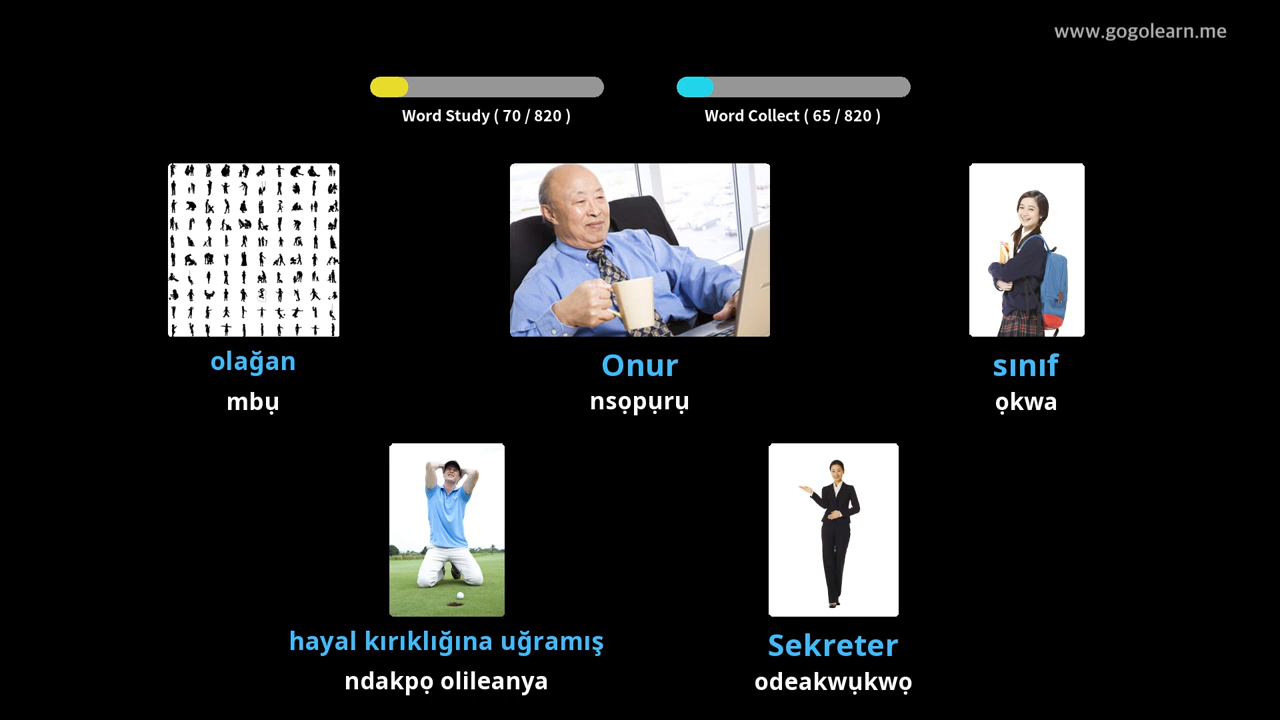 www.gogolearn.me
Word Study ( 70 / 820 )
Word Collect ( 65 / 820 )
olağan
mbụ
Onur
nsọpụrụ
sınıf
ọkwa
hayal kırıklığına uğramış
ndakpọ olileanya
Sekreter
odeakwụkwọ